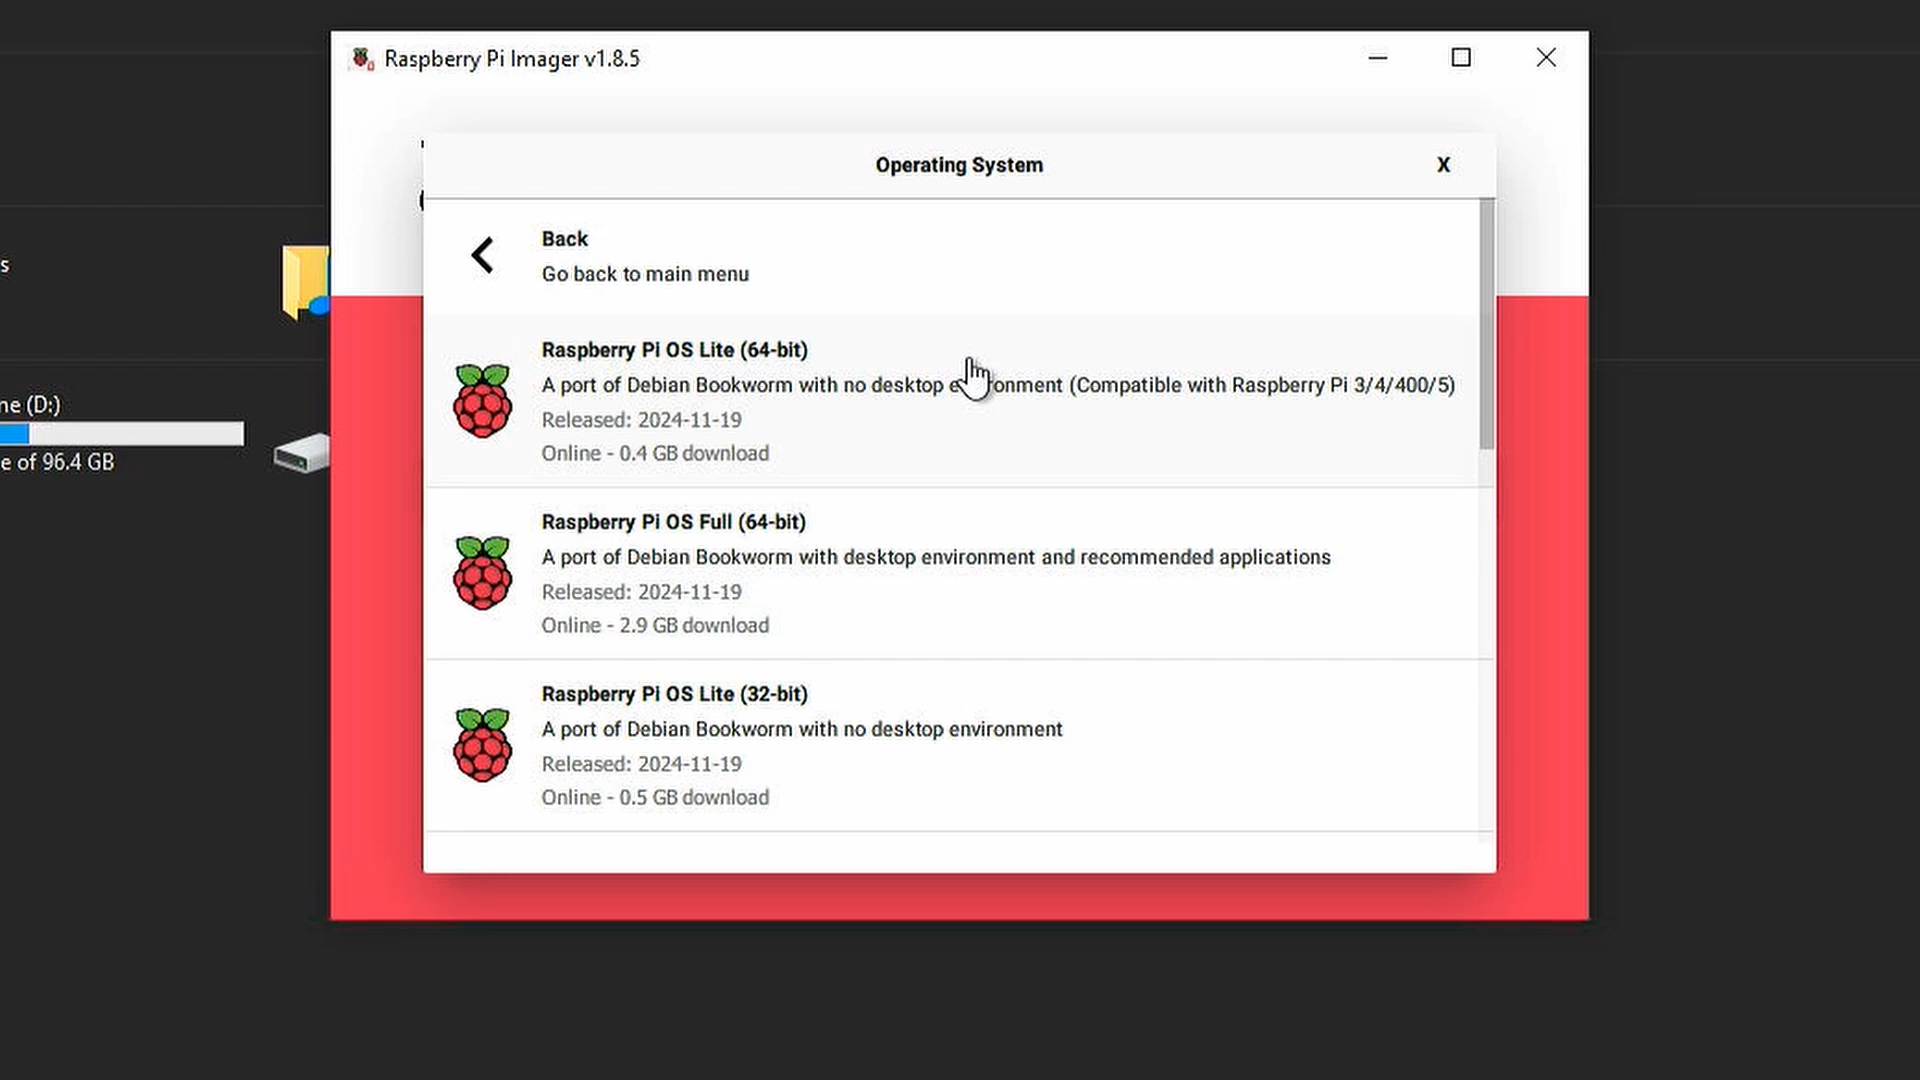 Raspberry Pi Imager v1.8.5
Operating System
X
Back
Go back to main menu
Raspberry Pi OS Lite (64-bit)
A port of Debian Bookworm with no desktop (Compatible with Raspberry Pi 3/4/400/5)
Released: 2024-11-19
Online - 0.4 GB download
Raspberry Pi OS Full (64-bit)
A port of Debian Bookworm with desktop environment and recommended applications
Released: 2024-11-19
Online - 2.9 GB download
Raspberry Pi OS Lite (32-bit)
A port of Debian Bookworm with no desktop environment
Released: 2024-11-19
Online - 0.5 GB download
s
ne (D:)
e of 96.4 GB